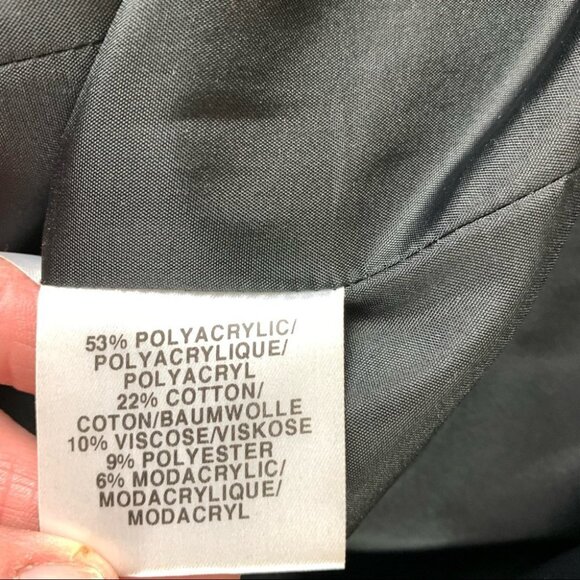 53% POLYACRYLIC/
POLYACRYLIQUE/
POLYACRYL
22% COTTON/
COTON/BAUMWOLLE
10% VISCOSE/VISKOSE
9% POLYESTER
6% MODACRYLIC/
MODACRYLIQUE/
MODACRYL